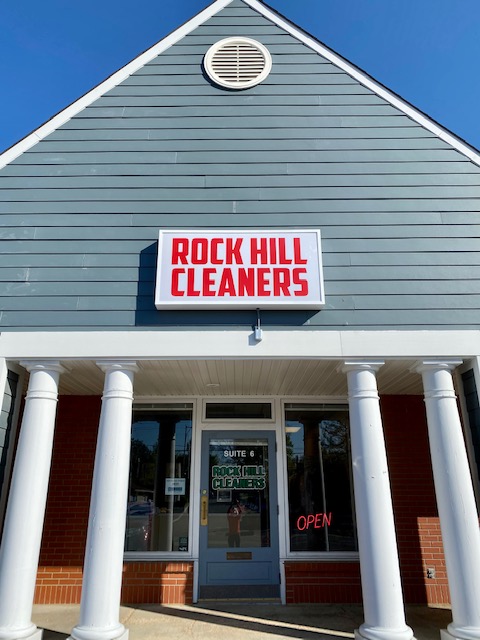 ROCK HILL
CLEANERS
SUITE 6
ROCK HILL
CLEANERS
OPEN